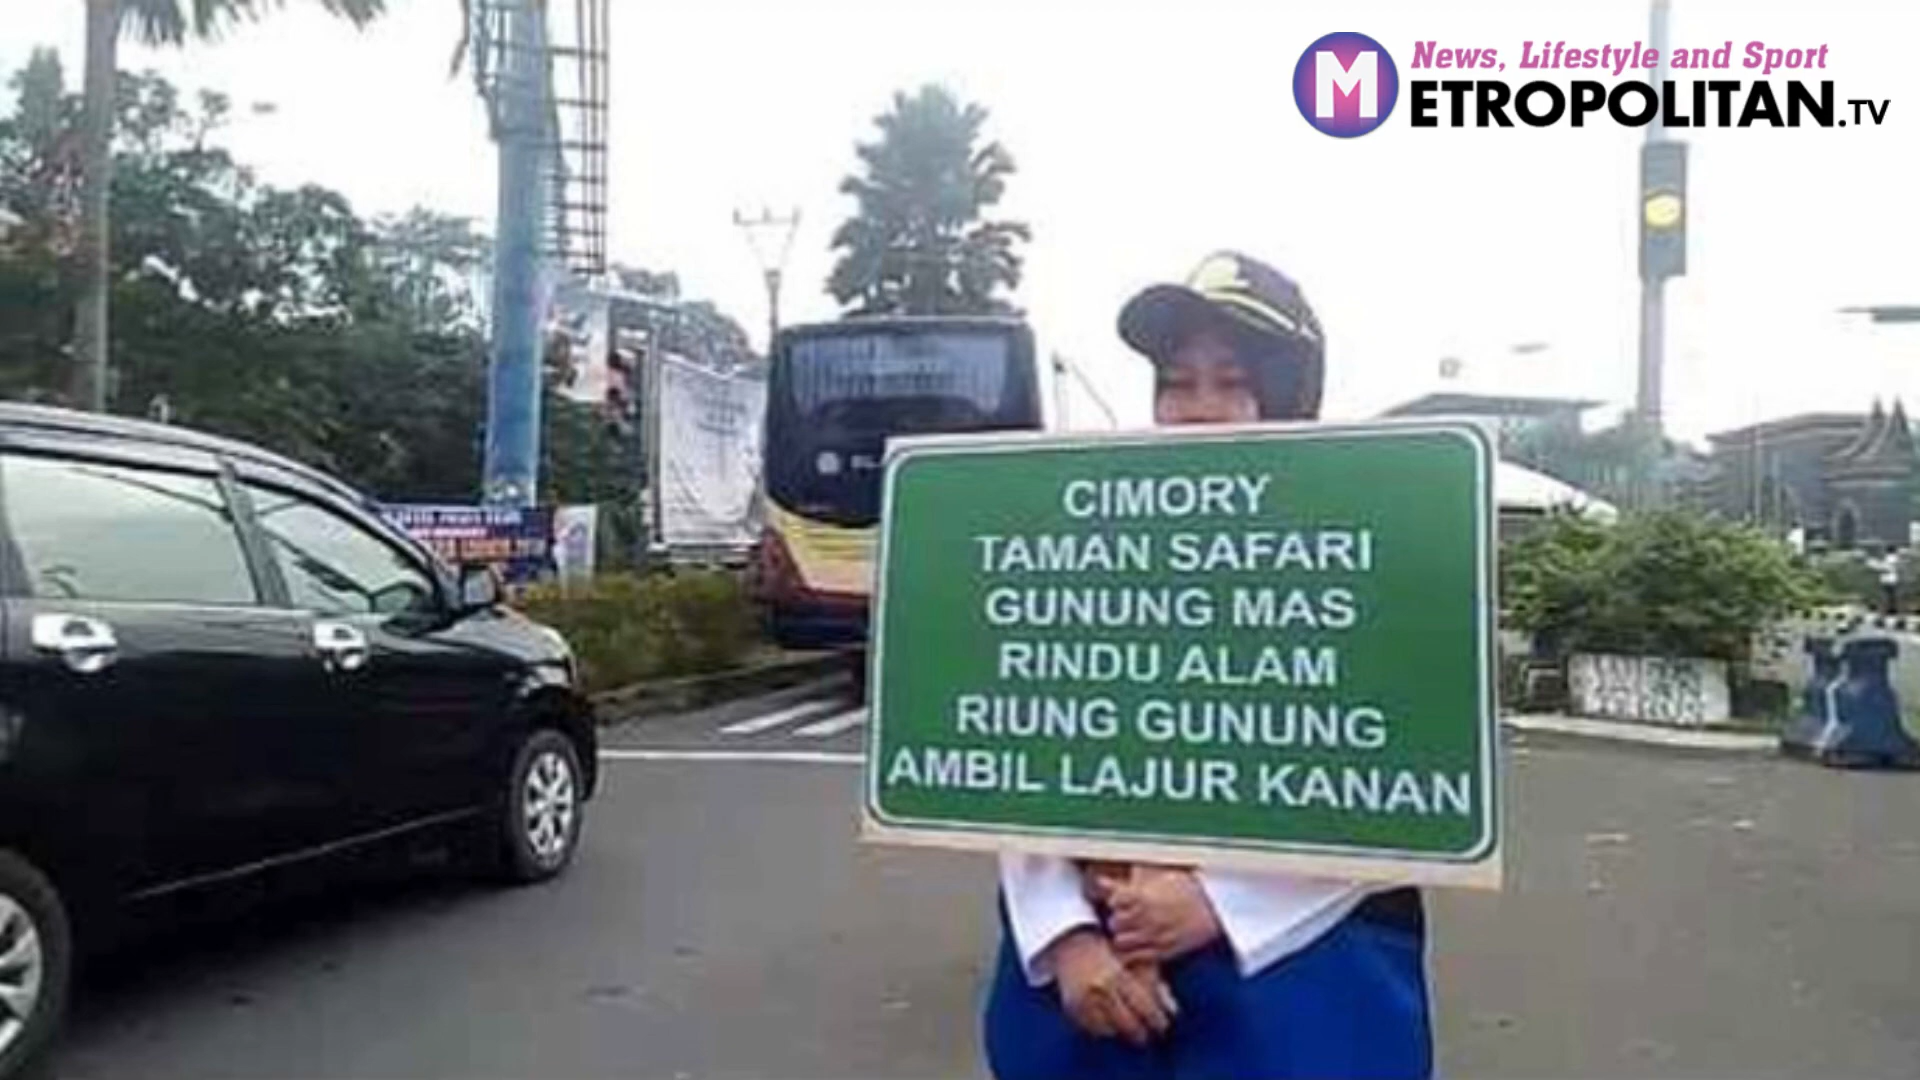 News, Lifestyle and Sport
METROPOLITAN.TV
CIMORY
TAMAN SAFARI
GUNUNG MAS
RINDU ALAM
RIUNG GUNUNG
AMBIL LAJUR KANAN